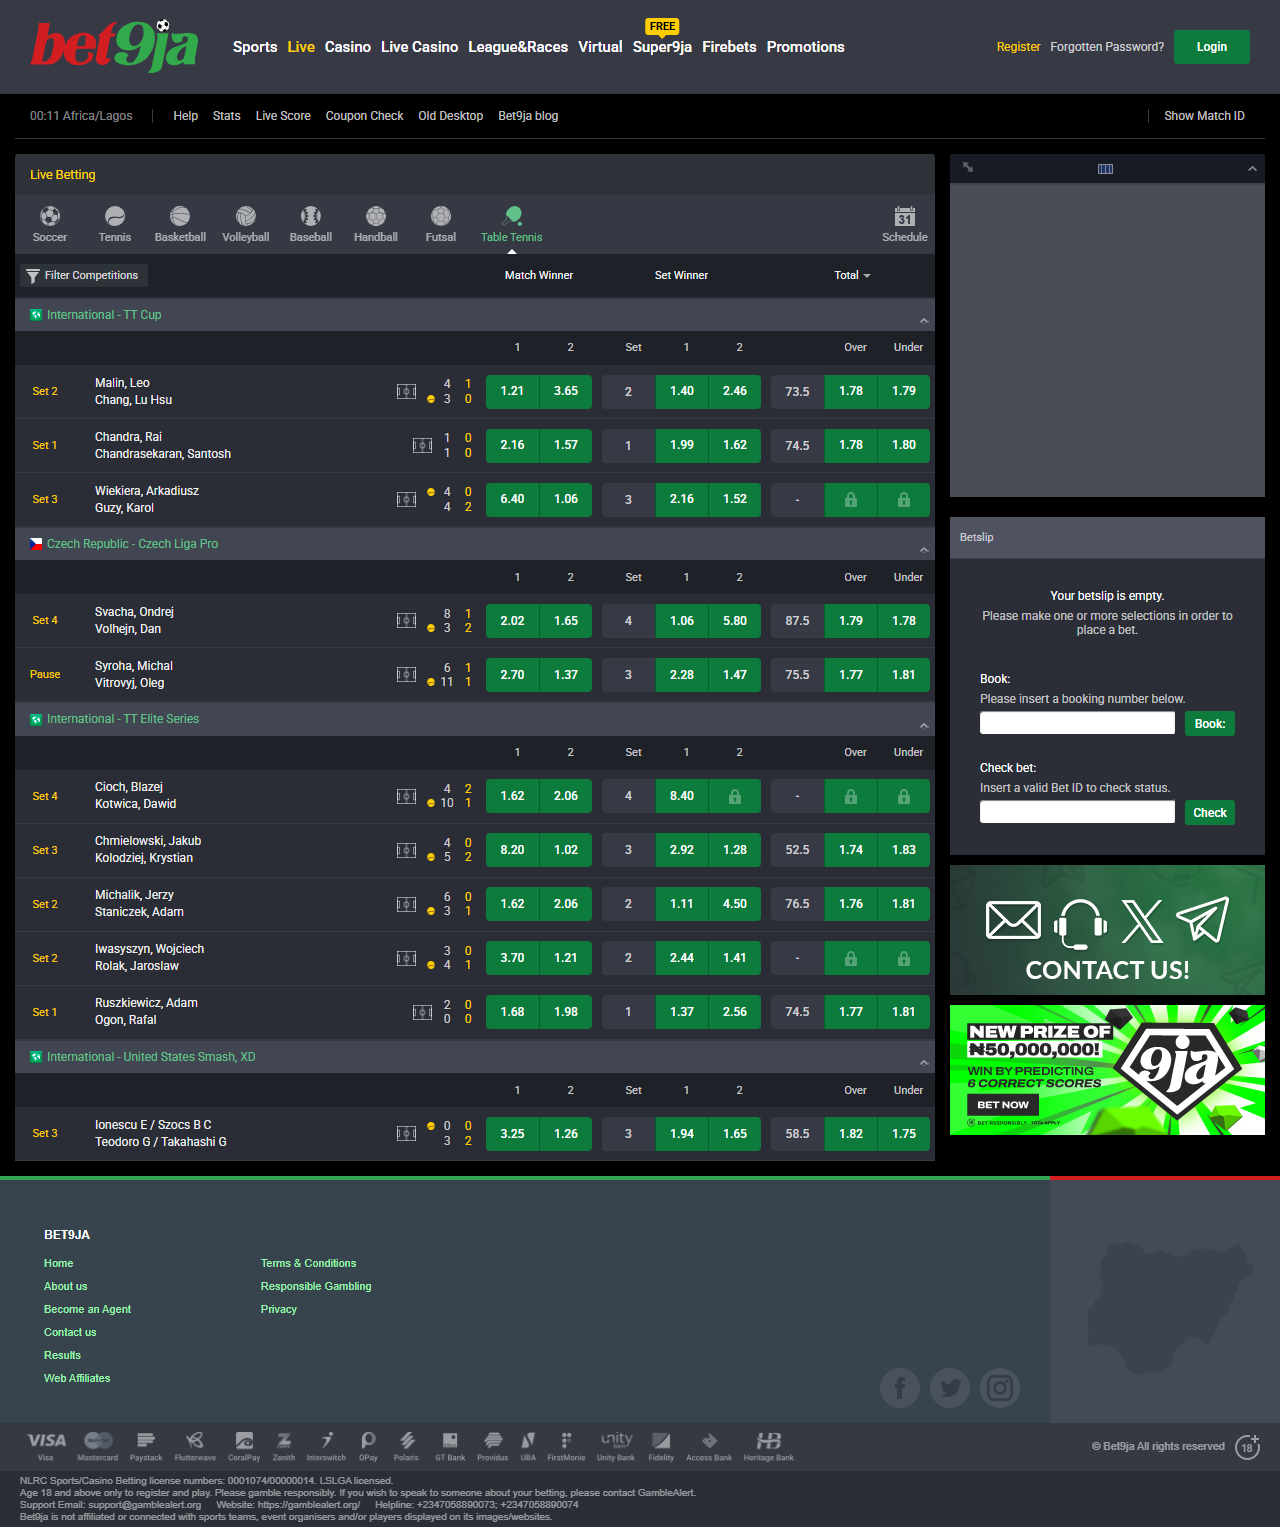 bet9ja
Sports Live Casino Live Casino League&Races Virtual Super9ja Firebets Promotions
FREE
Register Forgotten Password? Login
00:11 Africa/Lagos Help Stats Live Score Coupon Check Old Desktop Bet9ja blog Show Match ID
Live Betting
Soccer Tennis Basketball Volleyball Baseball Handball Futsal Table Tennis 31 Schedule
Filter Competitions Match Winner Set Winner Total
International - TT Cup
1 2 Set 1 2 Over Under
Set 2 Malin, Leo 4 1 1.21 3.65 2 1.40 2.46 73.5 1.78 1.79
Chang, Lu Hsu 3 0
Set 1 Chandra, Rai 1 0 2.16 1.57 1 1.99 1.62 74.5 1.78 1.80
Chandrasekaran, Santosh 1 0
Set 3 Wiekiera, Arkadiusz 4 0 6.40 1.06 3 2.16 1.52 -
Guzy, Karol 4 2
Czech Republic - Czech Liga Pro
1 2 Set 1 2 Over Under
Set 4 Svacha, Ondrej 8 1 2.02 1.65 4 1.06 5.80 87.5 1.79 1.78
Volhejn, Dan 3 2
Pause Syroha, Michal 6 1 2.70 1.37 3 2.28 1.47 75.5 1.77 1.81
Vitrovyj, Oleg 11 1
International - TT Elite Series
1 2 Set 1 2 Over Under
Set 4 Cioch, Blazej 4 2 1.62 2.06 4 8.40 -
Kotwica, Dawid 10 1
Set 3 Chmielowski, Jakub 4 0 8.20 1.02 3 2.92 1.28 52.5 1.74 1.83
Kolodziej, Krystian 5 2
Set 2 Michalik, Jerzy 6 0 1.62 2.06 2 1.11 4.50 76.5 1.76 1.81
Staniczek, Adam 3 1
Set 2 Iwasyszyn, Wojciech 3 0 3.70 1.21 2 2.44 1.41 -
Rolak, Jaroslaw 4 1
Set 1 Ruszkiewicz, Adam 2 0 1.68 1.98 1 1.37 2.56 74.5 1.77 1.81
Ogon, Rafal 0 0
International - United States Smash, XD
1 2 Set 1 2 Over Under
Set 3 Ionescu E / Szocs B C 0 0 3.25 1.26 3 1.94 1.65 58.5 1.82 1.75
Teodoro G / Takahashi G 3 2
Betslip
Your betslip is empty.
Please make one or more selections in order to
place a bet.
Book:
Please insert a booking number below.
Book:
Check bet:
Insert a valid Bet ID to check status.
Check
CONTACT US!
NEW PRIZE OF
₦50,000,000!
WIN BY PREDICTING
6 CORRECT SCORES
BET NOW
BET RESPONSIBLY. T&CS APPLY
9ja
BET9JA
Home Terms & Conditions
About us Responsible Gambling
Become an Agent Privacy
Contact us
Results
Web Affiliates
VISA unity HB
Visa Mastercard Paystack Flutterwave CoralPay Zenith Interswitch OPay Polaris GT Bank Providus UBA FirstMonie Unity Bank Fidelity Access Bank Heritage Bank
© Bet9ja All rights reserved 18+
NLRC Sports/Casino Betting license numbers: 0001074/00000014. LSLGA licensed.
Age 18 and above only to register and play. Please gamble responsibly. If you wish to speak to someone about your betting, please contact GambleAlert.
Support Email: support@gamblealert.org Website: https://gamblealert.org/ Helpline: +2347058890073; +2347058890074
Bet9ja is not affiliated or connected with sports teams, event organisers and/or players displayed on its images/websites.